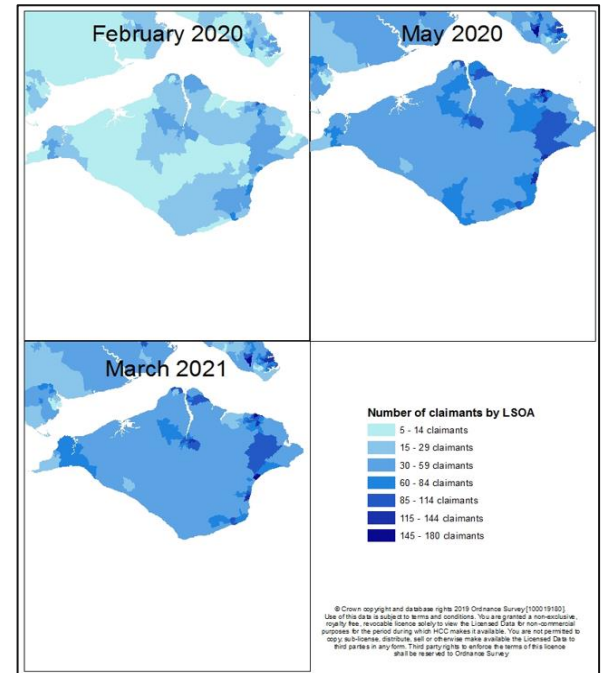 February 2020
May 2020
March 2021
Number of claimants by LSOA
5 - 14 claimants
15 - 29 claimants
30 - 59 claimants
60 - 84 claimants
85 - 114 claimants
115 - 144 claimants
145 - 180 claimants
© Crown copyright and database rights 2019 Ordnance Survey [100019180].
Use of this data is subject to terms and conditions. You are granted a non-exclusive,
royalty free, revocable licence solely to view the Licensed Data for non-commercial
purposes for the period during which HCC makes it available. You are not permitted to
copy, sub-license, distribute, sell or otherwise make available the Licensed Data to
third parties in any form. Third party rights to enforce the terms of this licence
shall be reserved to Ordnance Survey